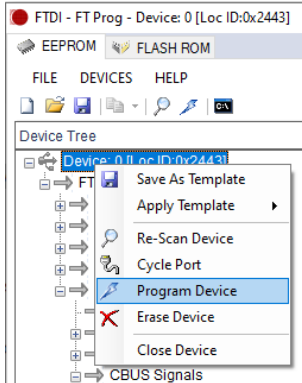 FTDI - FT Prog - Device: 0 [Loc ID:0x2443]
EEPROM FLASH ROM
FILE DEVICES HELP
Device Tree
Device: 0 [Loc ID:0x2443]
FT
Save As Template
Apply Template
Re-Scan Device
Cycle Port
Program Device
Erase Device
Close Device
CBUS Signals